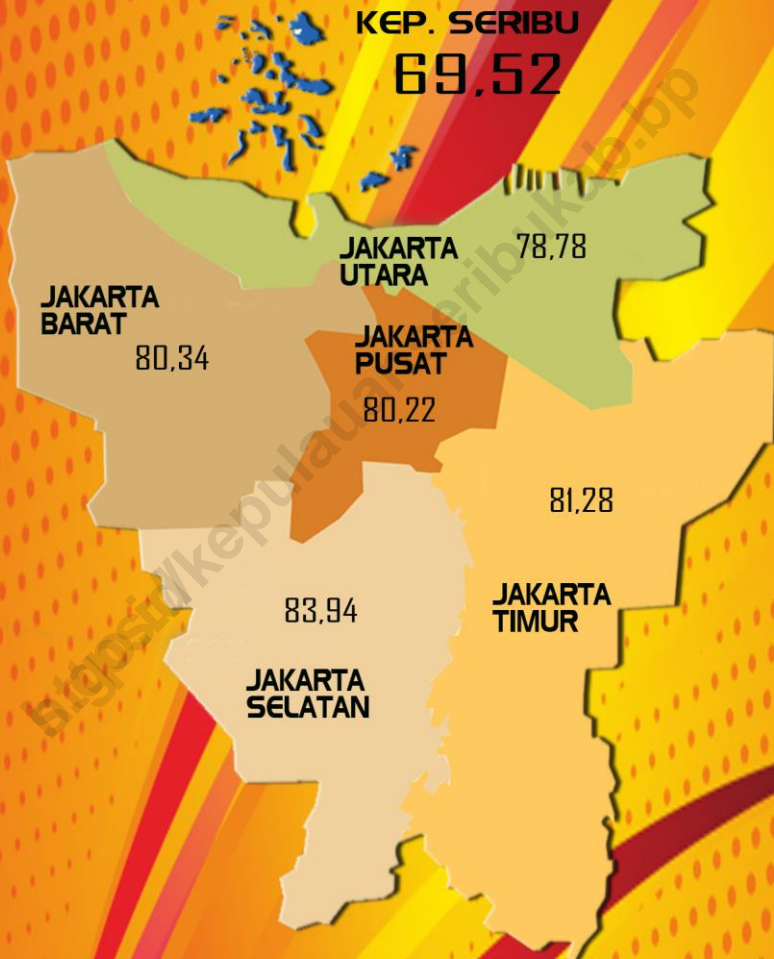 KEP. SERIBU
69,52
JAKARTA
UTARA
78,78
JAKARTA
BARAT
80,34
JAKARTA
PUSAT
80,22
81,28
JAKARTA
TIMUR
83,94
JAKARTA
SELATAN